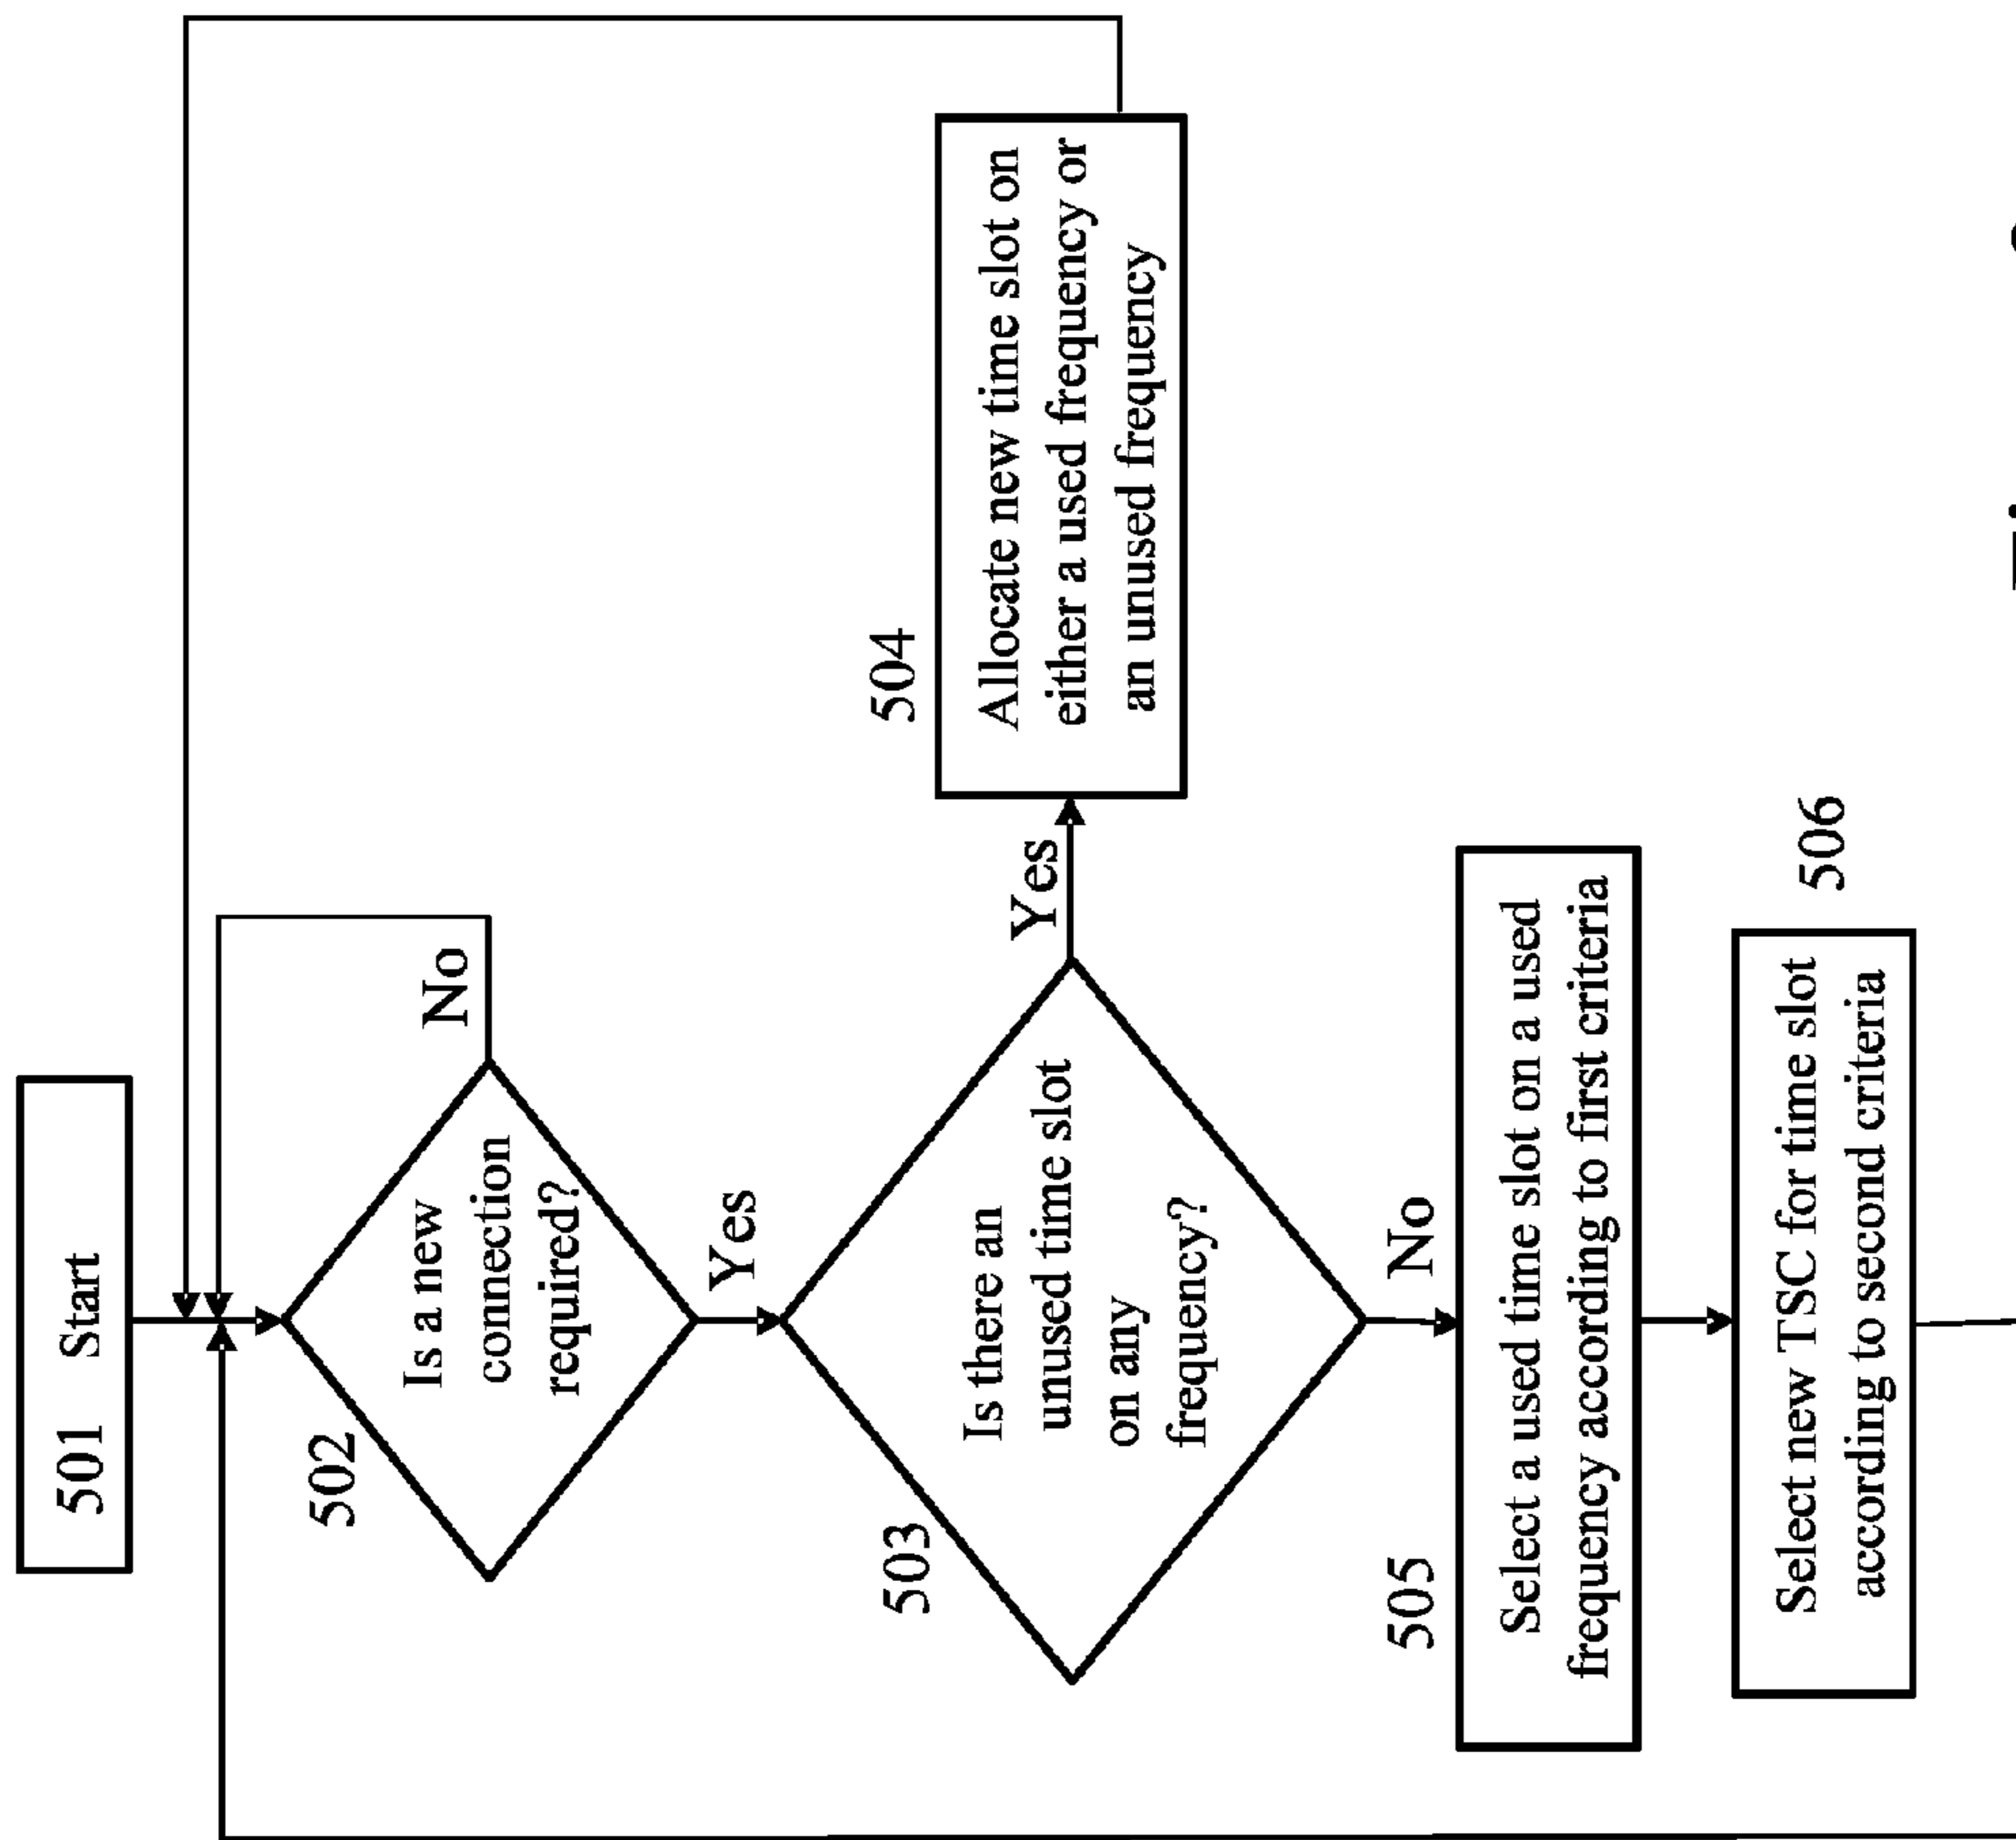 501 Start
502
Is a new
connection
required?
No
Yes
503
Is there an
unused time slot
on any
frequency?
Yes
504
Allocate new time slot on
either a used frequency or
an unused frequency
No
505
Select a used time slot on a used
frequency according to first criteria
506
Select new TSC for time slot
according to second criteria